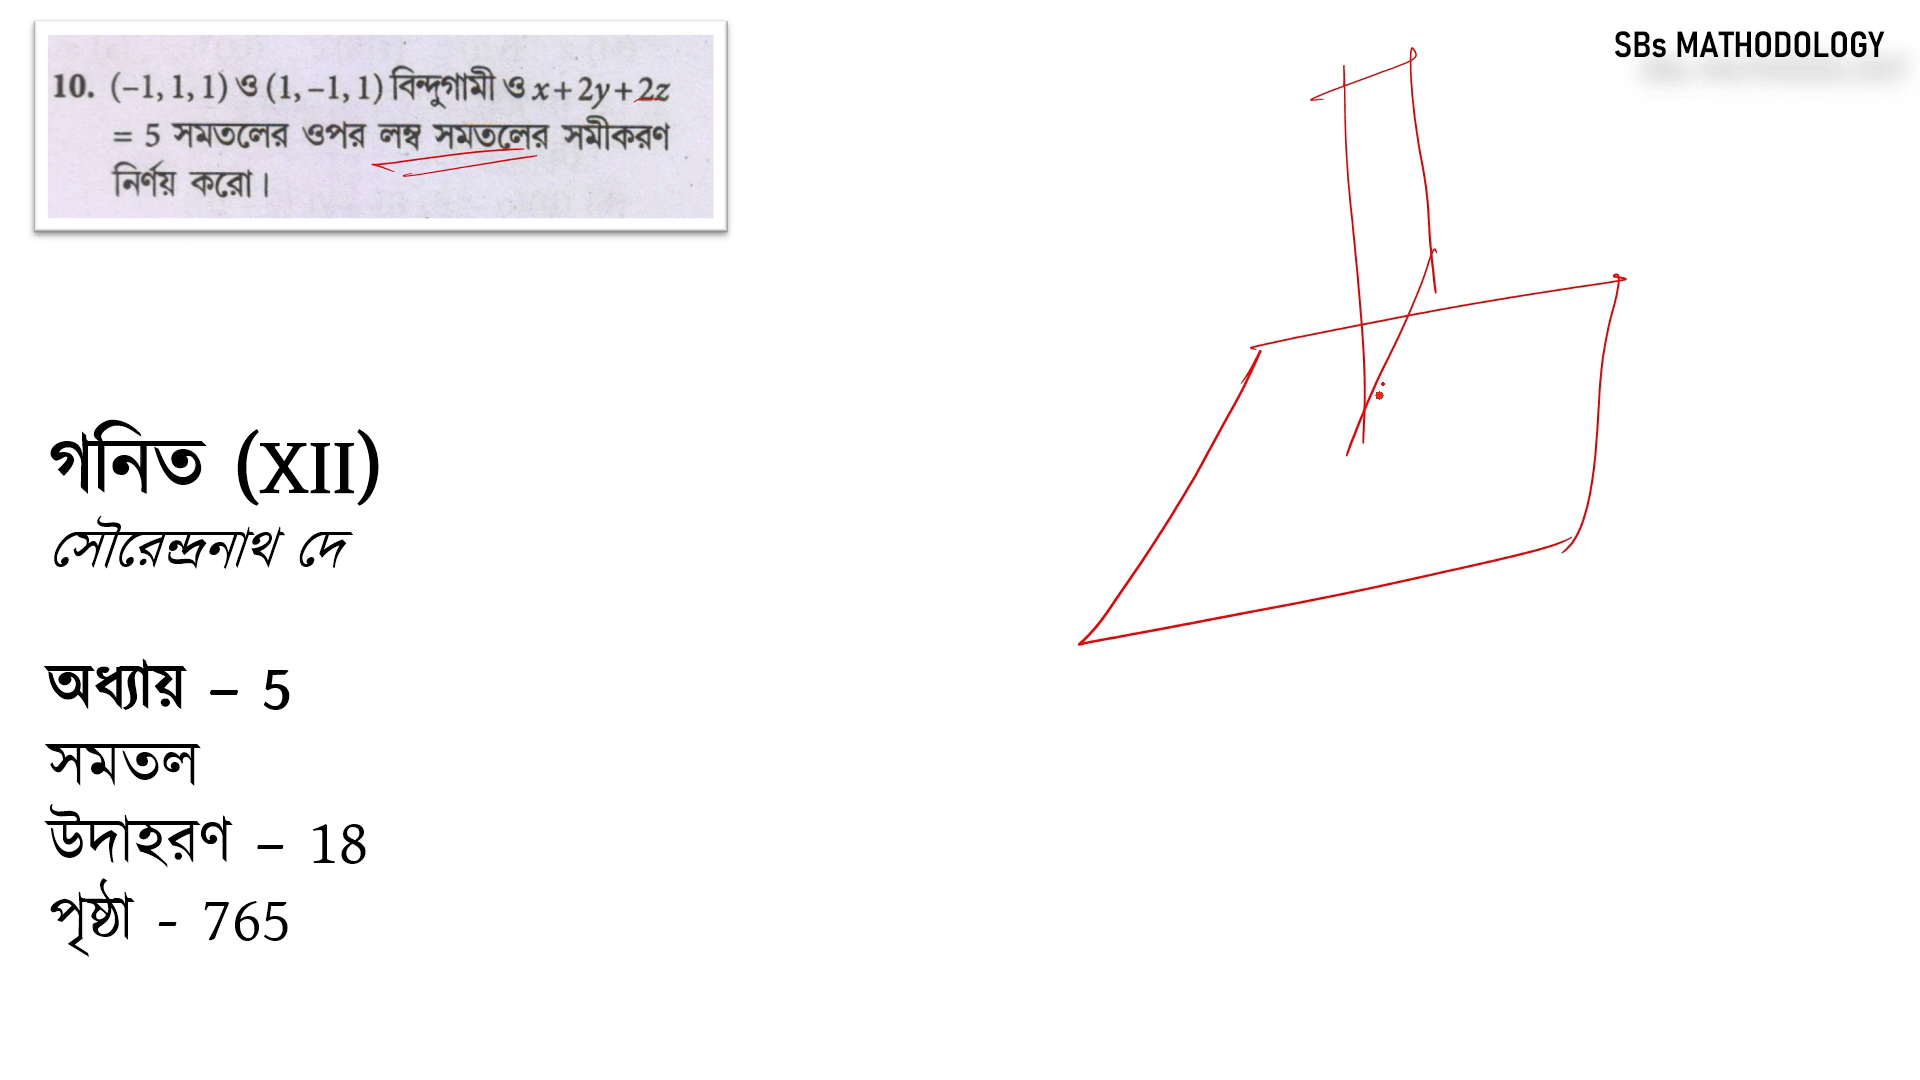 10. (–1, 1, 1) ও (1, –1, 1) বিন্দুগামী ও x + 2y + 2z
= 5 সমতলের ওপর লম্ব সমতলের সমীকরণ
নির্ণয় করো।
SBs MATHODOLOGY
গনিত (XII)
সৌরেন্দ্রনাথ দে
অধ্যায় – 5
সমতল
উদাহরণ – 18
পৃষ্ঠা - 765